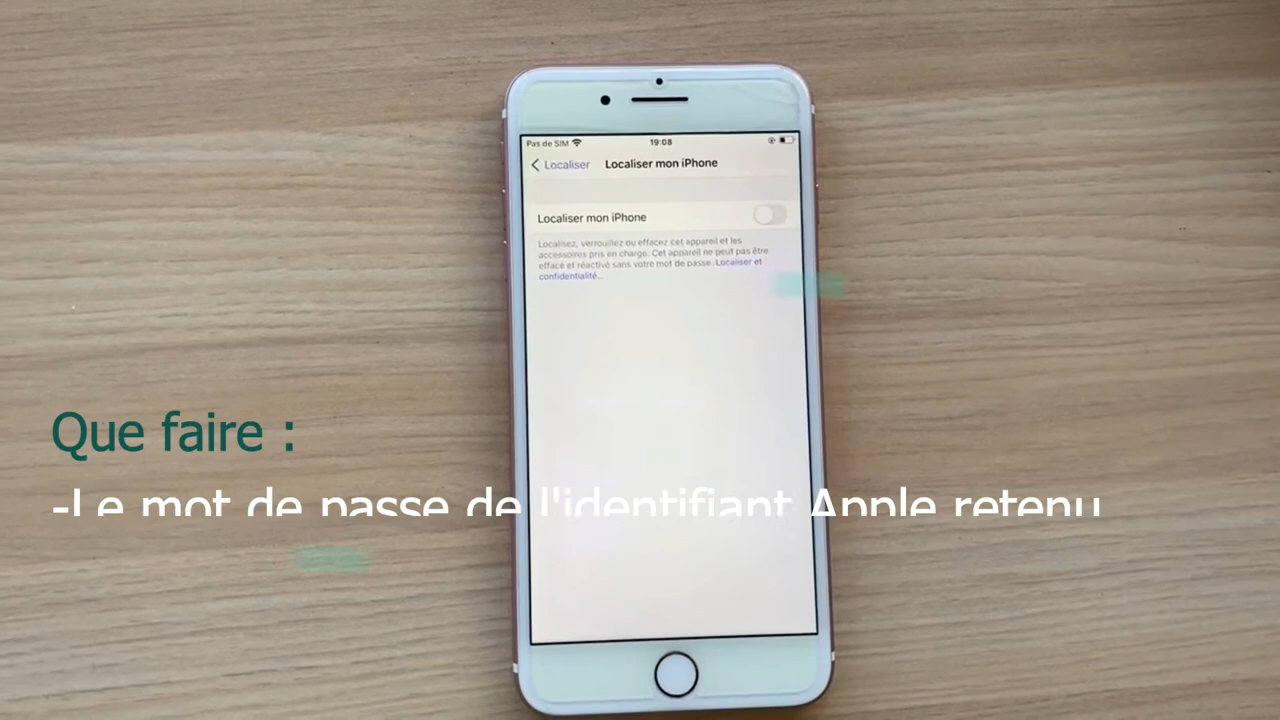 Pas de SIM
19:08
Localiser
Localiser mon iPhone
Localiser mon iPhone
Localisez, verrouillez ou effacez cet appareil et les
accessoires pris en charge. Cet appareil ne peut pas être
effacé et réactivé sans votre mot de passe. Localiser et
confidentialité...
Que faire :
-Le mot de passe de l'identifiant Apple retenu